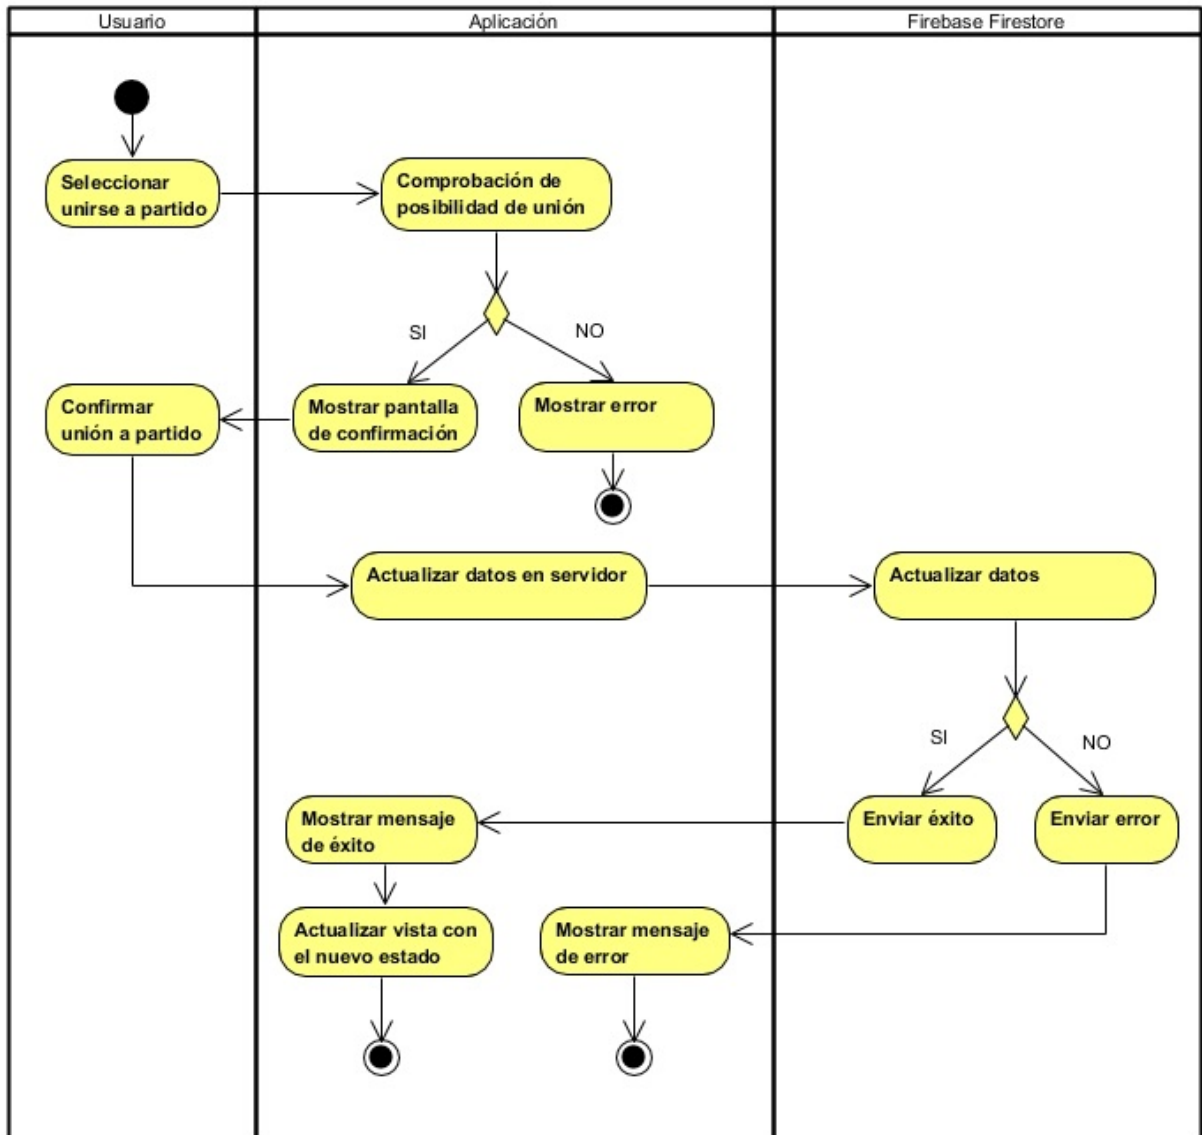 Usuario
Aplicación
Firebase Firestore
Seleccionar
unirse a partido
Comprobación de
posibilidad de unión
SI
NO
Confirmar
unión a partido
Mostrar pantalla
de confirmación
Mostrar error
Actualizar datos en servidor
Actualizar datos
SI
NO
Mostrar mensaje
de éxito
Enviar éxito
Enviar error
Actualizar vista con
el nuevo estado
Mostrar mensaje
de error